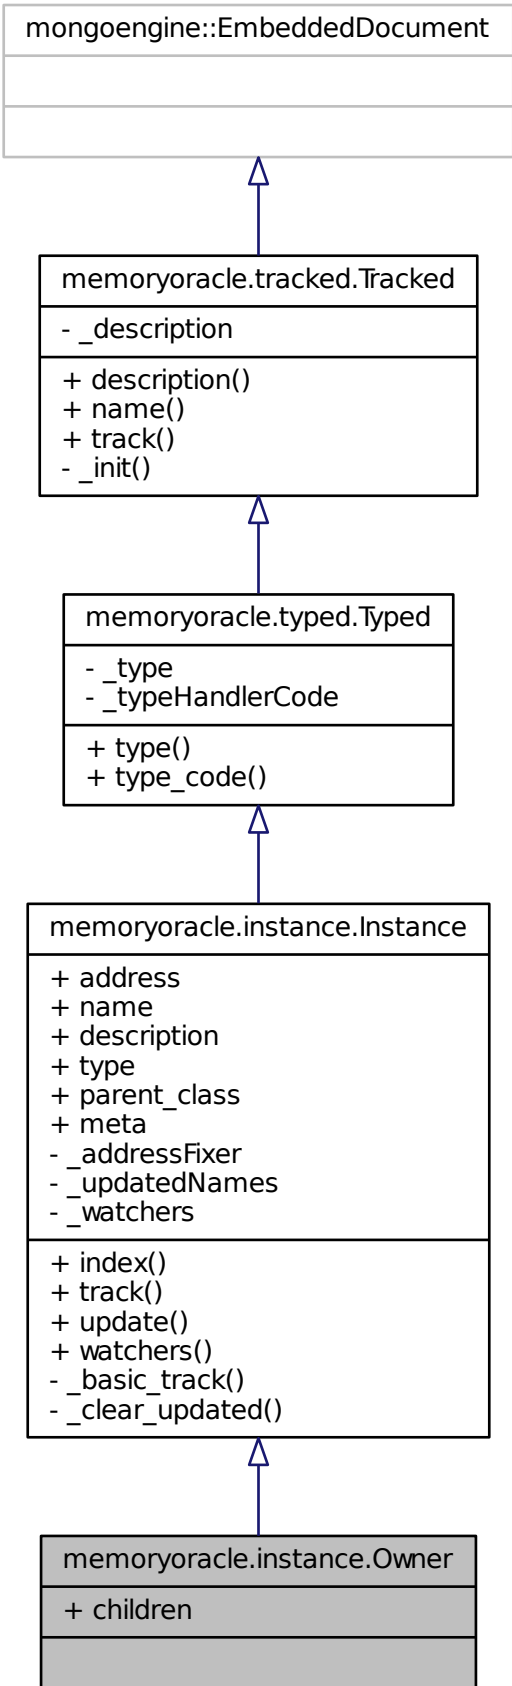 mongoengine::EmbeddedDocument
memoryoracle.tracked.Tracked
- _description
+ description()
+ name()
+ track()
- _init()
memoryoracle.typed.Typed
- _type
- _typeHandlerCode
+ type()
+ type_code()
memoryoracle.instance.Instance
+ address
+ name
+ description
+ type
+ parent_class
+ meta
- _addressFixer
- _updatedNames
- _watchers
+ index()
+ track()
+ update()
+ watchers()
- _basic_track()
- _clear_updated()
memoryoracle.instance.Owner
+ children